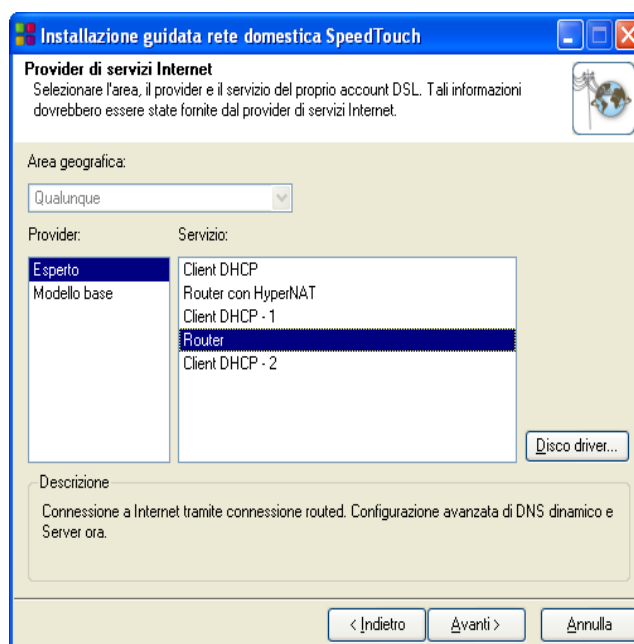 Installazione guidata rete domestica SpeedTouch
Provider di servizi Internet
Selezionare l'area, il provider e il servizio del proprio account DSL. Tali informazioni
dovrebbero essere state fornite dal provider di servizi Internet.
Area geografica:
Qualunque
Provider:
Servizio:
Esperto
Modello base
Client DHCP
Router con HyperNAT
Client DHCP - 1
Router
Client DHCP - 2
Disco driver...
Descrizione
Connessione a Internet tramite connessione routed. Configurazione avanzata di DNS dinamico e
Server ora.
< Indietro
Avanti >
Annulla